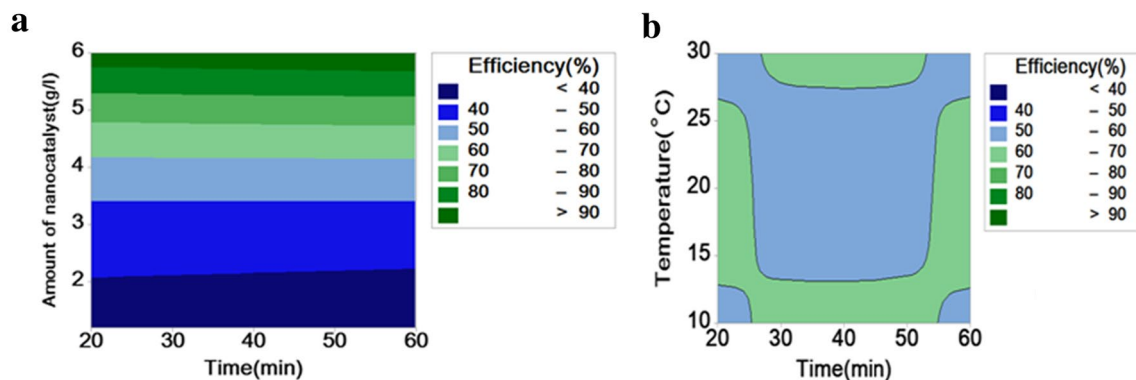 a
Amount of nanocatalyst(g/l)
6
5
4
3
2
20 30 40 50 60
Time(min)
Efficiency(%)
< 40
40 – 50
50 – 60
60 – 70
70 – 80
80 – 90
> 90
b
Temperature(°C)
30
25
20
15
10
20 30 40 50 60
Time(min)
Efficiency(%)
< 40
40 – 50
50 – 60
60 – 70
70 – 80
80 – 90
> 90